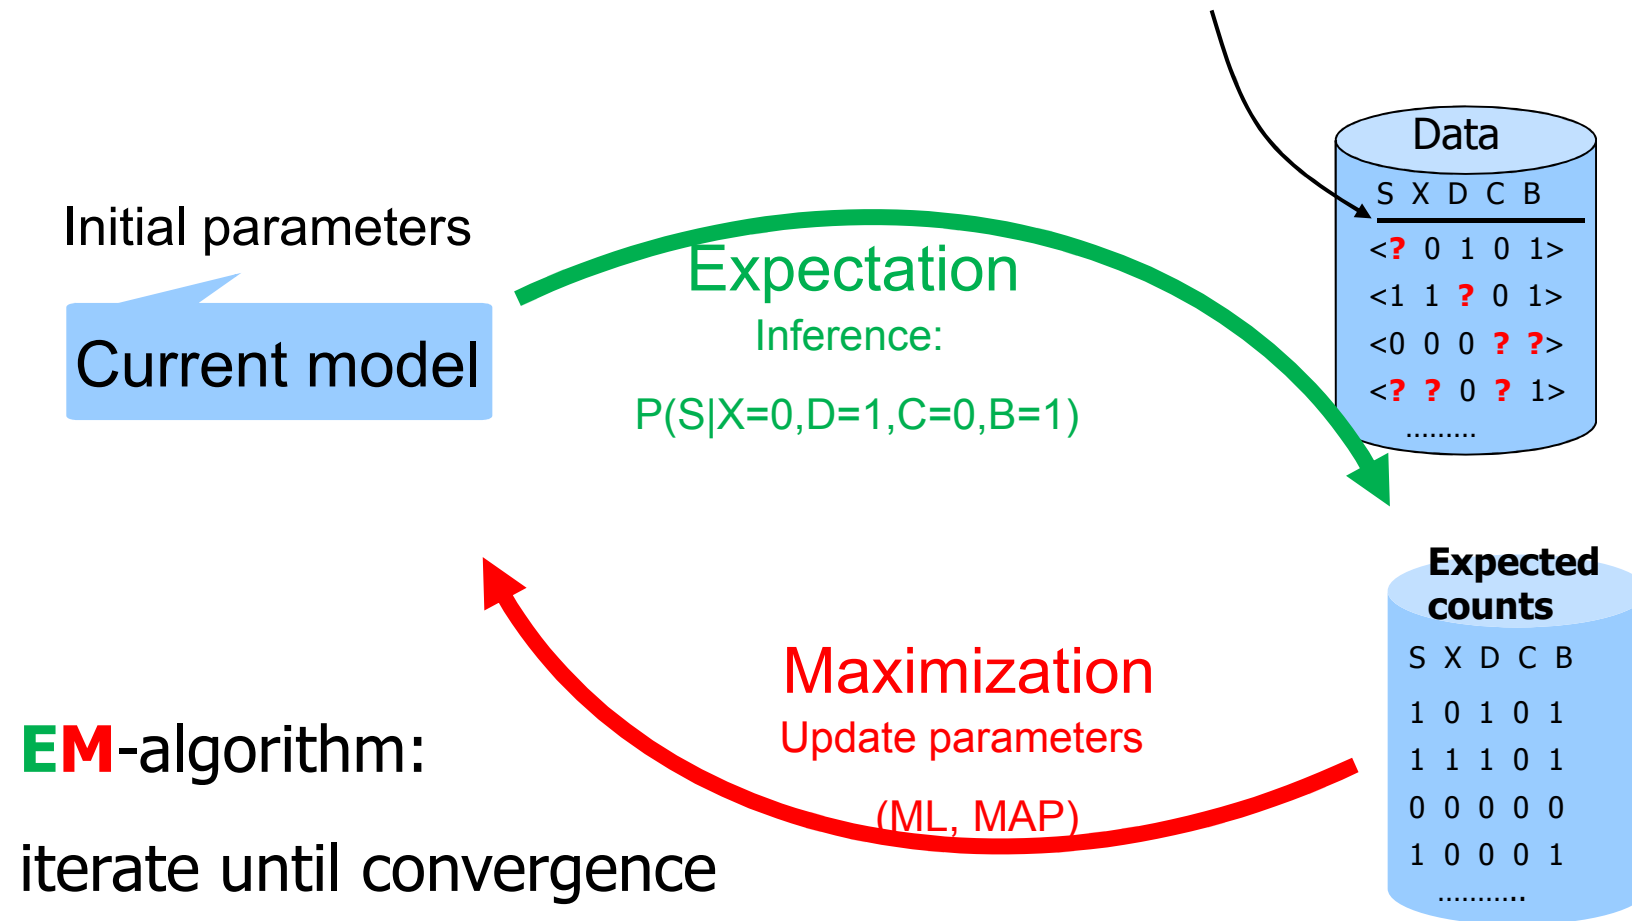 Initial parameters
Current model
Expectation
Inference:
P(S|X=0,D=1,C=0,B=1)
Data
S X D C B
<? 0 1 0 1>
<1 1 ? 0 1>
<0 0 0 ? ?>
<? ? 0 ? 1>
.........
Expected
counts
S X D C B
1 0 1 0 1
1 1 1 0 1
0 0 0 0 0
1 0 0 0 1
...........
Maximization
Update parameters
(ML, MAP)
EM-algorithm:
iterate until convergence